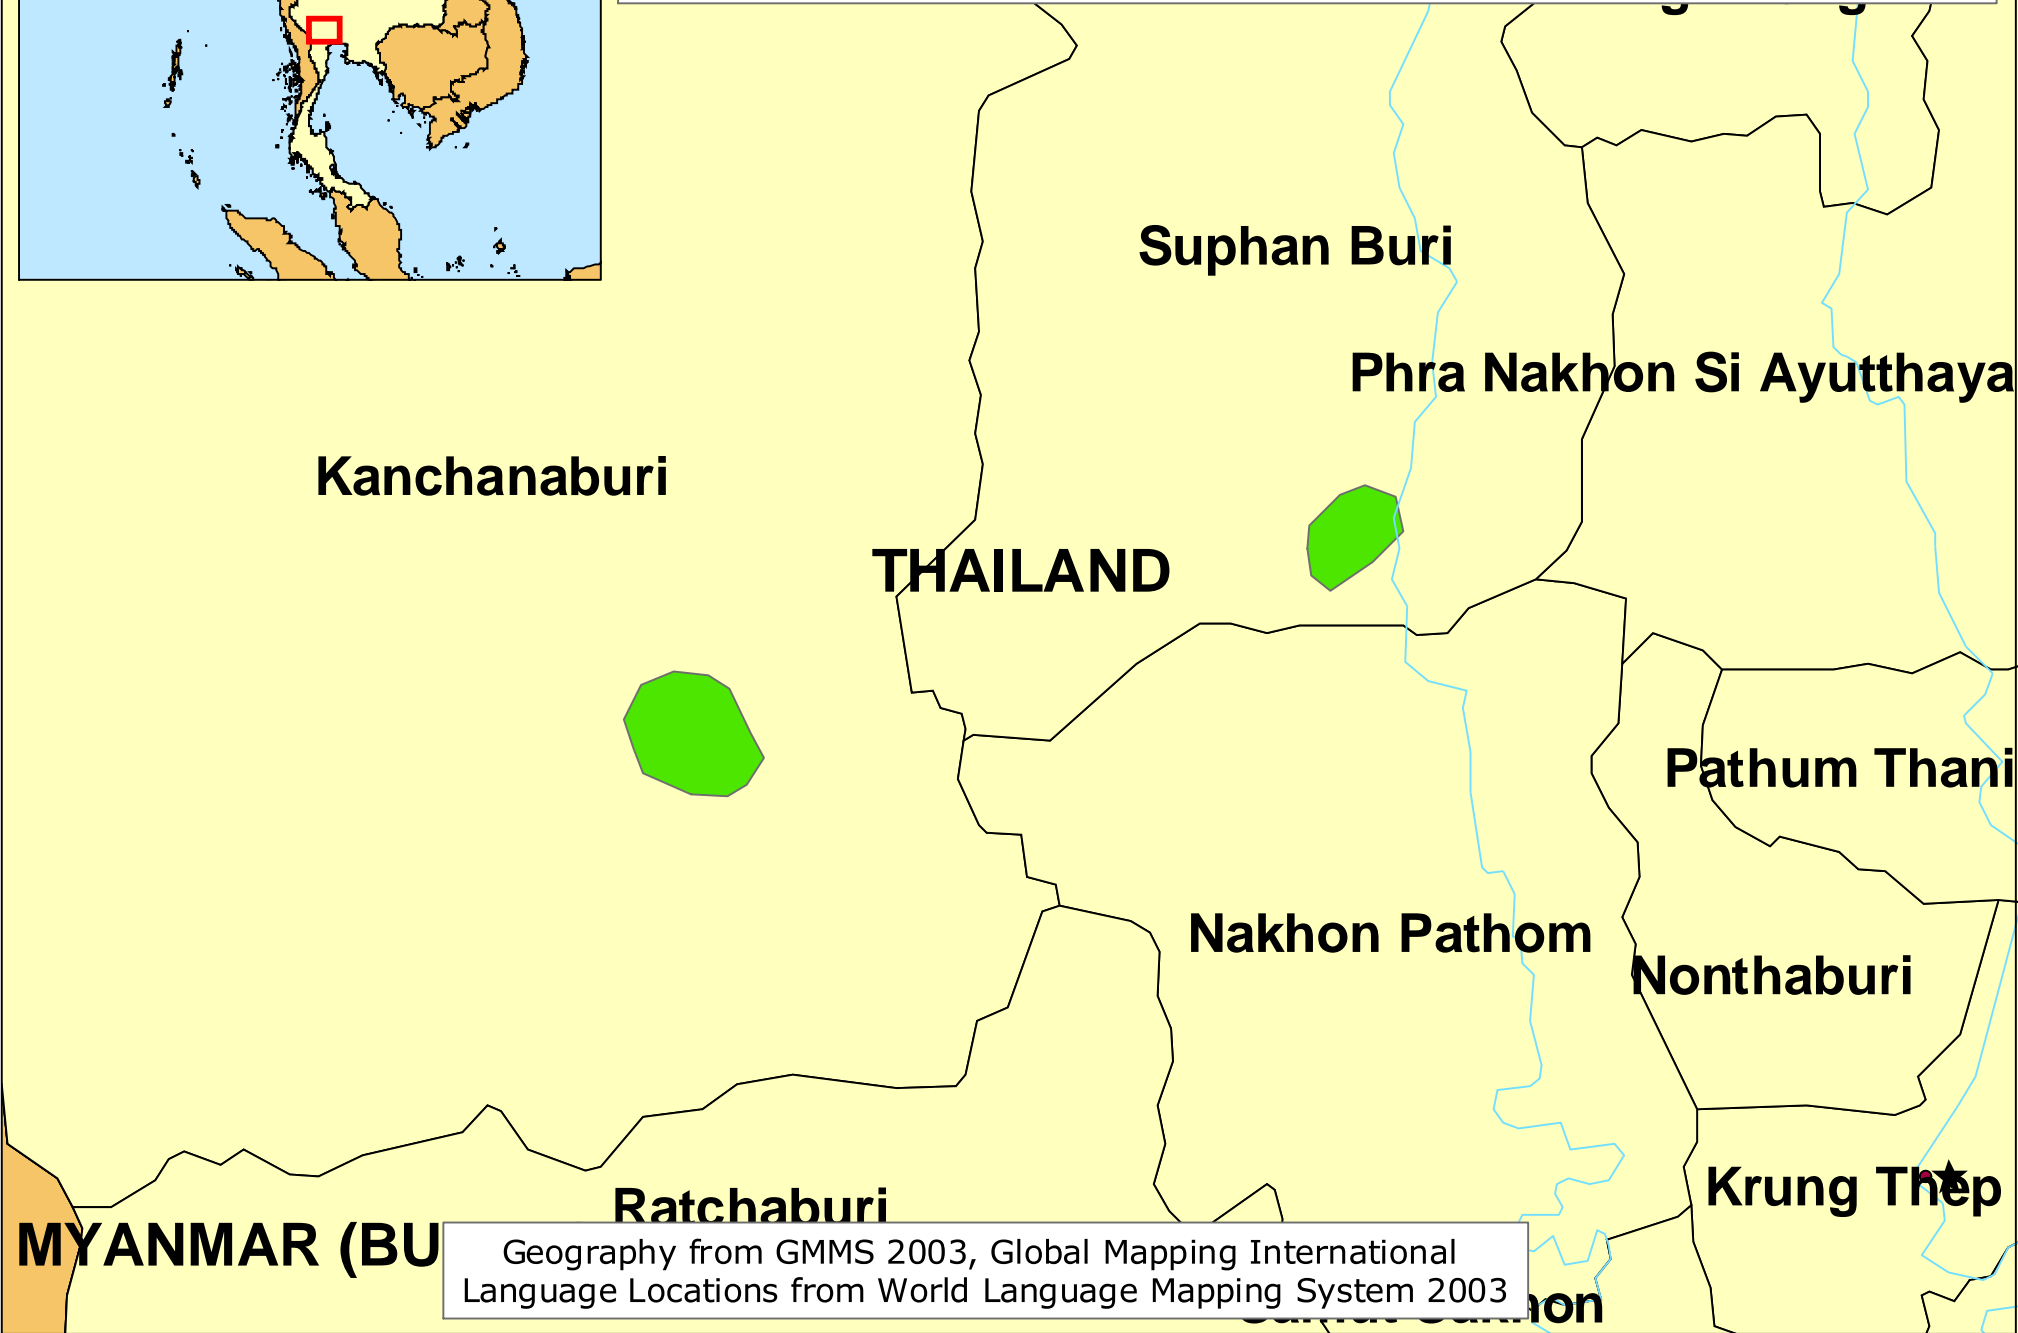 Suphan Buri
Phra Nakhon Si Ayutthaya
Kanchanaburi
THAILAND
Pathum Thani
Nakhon Pathom
Nonthaburi
Krung Thep
Ratchaburi
MYANMAR (BU
Geography from GMMS 2003, Global Mapping International
Language Locations from World Language Mapping System 2003